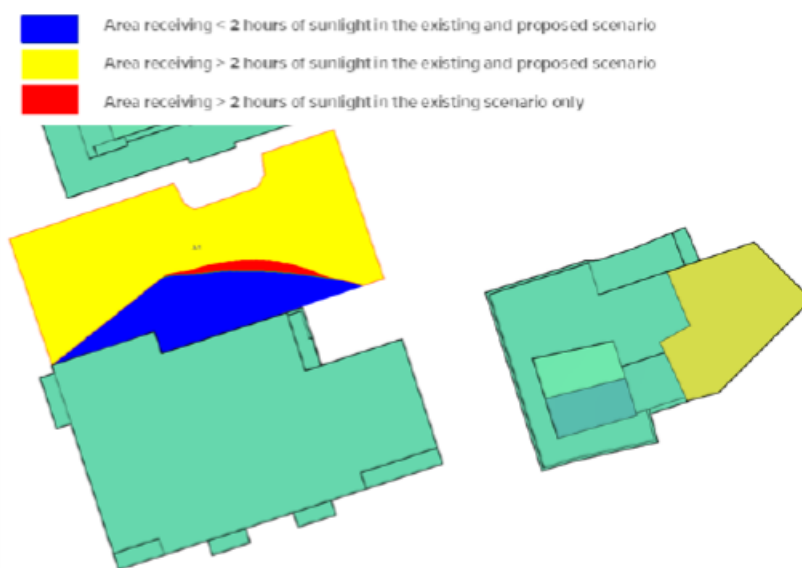 Area receiving < 2 hours of sunlight in the existing and proposed scenario
Area receiving > 2 hours of sunlight in the existing and proposed scenario
Area receiving > 2 hours of sunlight in the existing scenario only